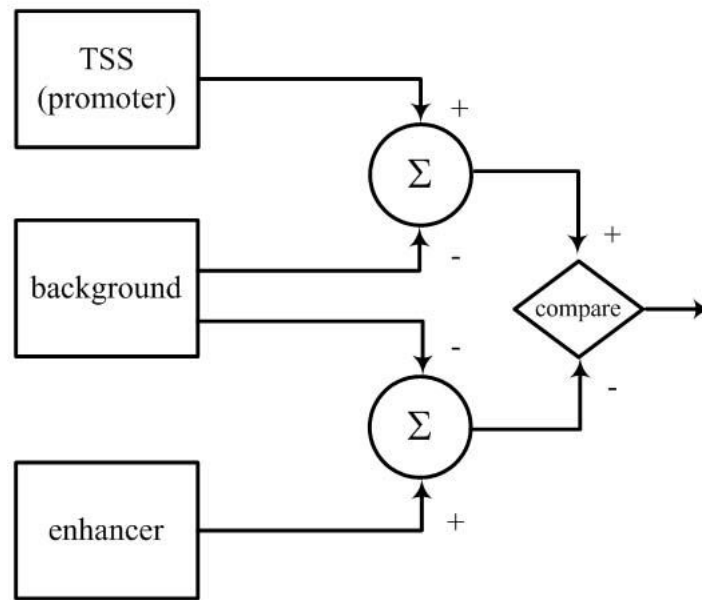 TSS
(promoter)
+
Σ
background
-
+
compare
-
-
Σ
+
enhancer